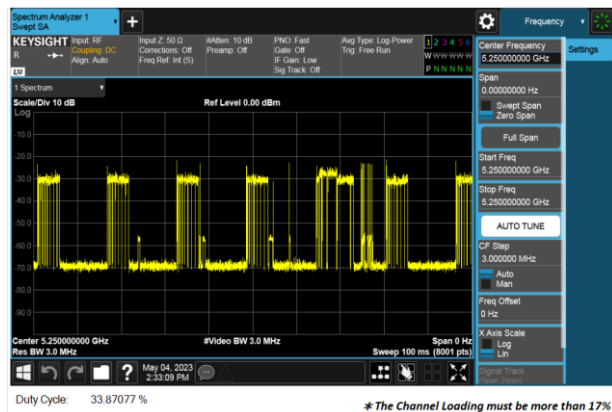 Spectrum Analyzer 1
Swept SA
Frequency
KEYSIGHT
R
LXI
Input: RF
Coupling: DC
Align: Auto
Input Z: 50 Ω
Corrections: Off
Freq Ref: Int (S)
#Atten: 10 dB
Preamp: Off
PNO: Fast
Gate: Off
IF Gain: Low
Sig Track: Off
Avg Type: Log-Power
Trig: Free Run
1 2 3 4 5 6
W W W W W W
P N N N N N
1 Spectrum
Scale/Div 10 dB
Ref Level 0.00 dBm
Log
-10.0
-20.0
-30.0
-40.0
-50.0
-60.0
-70.0
-80.0
-90.0
Center 5.250000000 GHz
Res BW 3.0 MHz
#Video BW 3.0 MHz
Span 0 Hz
Sweep 100 ms (8001 pts)
May 04, 2023
2:33:09 PM
Center Frequency
5.250000000 GHz
Settings
Span
0.00000000 Hz
Swept Span
Zero Span
Full Span
Start Freq
5.250000000 GHz
Stop Freq
5.250000000 GHz
AUTO TUNE
CF Step
3.000000 MHz
Auto
Man
Freq Offset
0 Hz
X Axis Scale
Log
Lin
Signal Track
(Span Zoom)
Duty Cycle: 33.87077 %
* The Channel Loading must be more than 17%